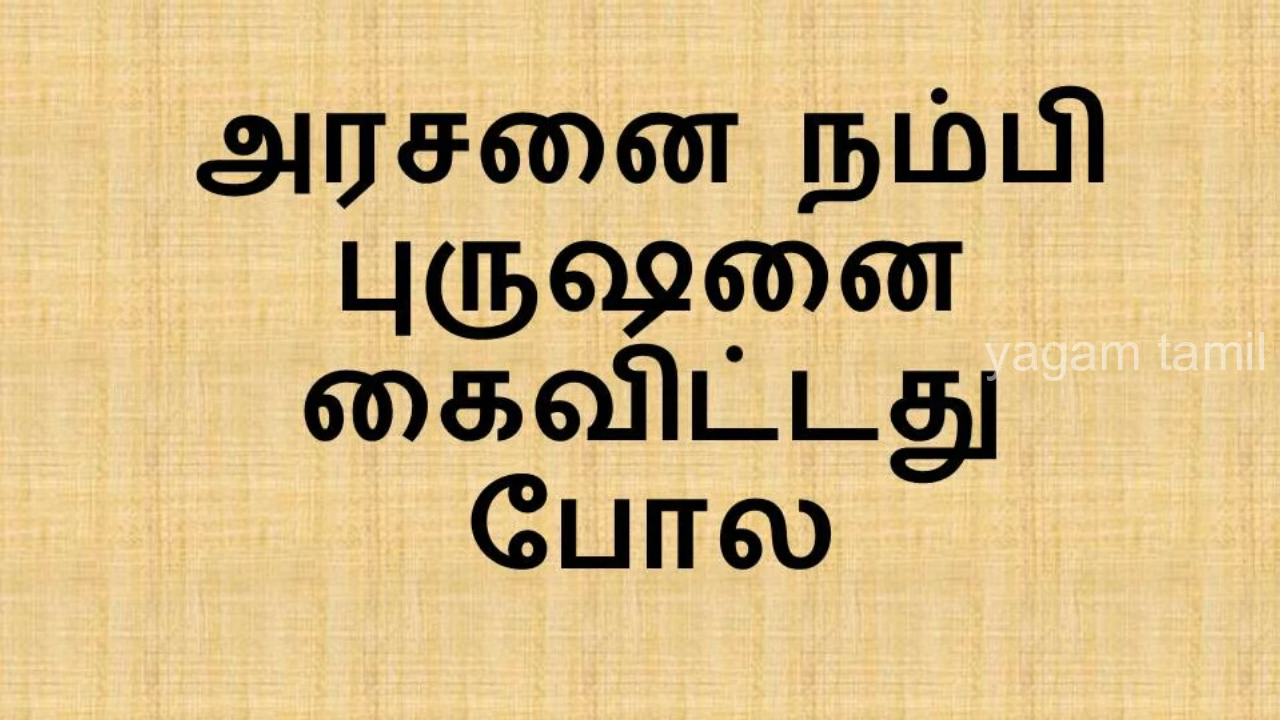 அரசனை நம்பி
புருஷனை
yagam tamil
கைவிட்டது
போல